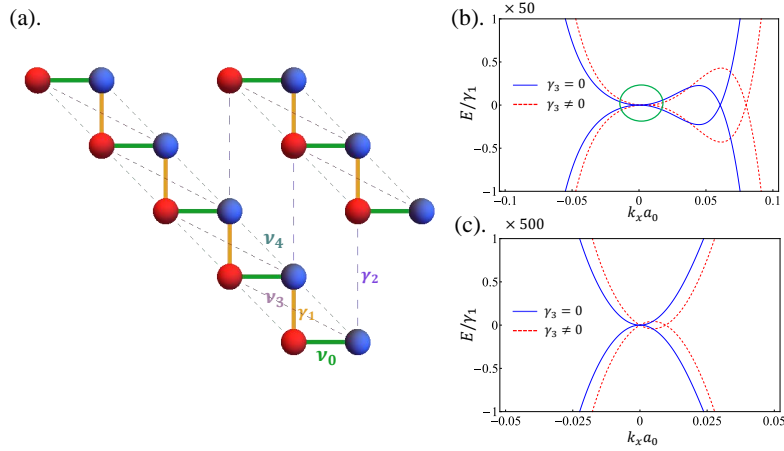 (a).
ν₄
γ₂
ν₃
γ₁
ν₀
(b).
× 50
E/γ₁
1
0.5
0
-0.5
-1
γ₃ = 0
γ₃ ≠ 0
-0.1
-0.05
0
0.05
0.1
kₓa₀
(c).
× 500
E/γ₁
1
0.5
0
-0.5
-1
γ₃ = 0
γ₃ ≠ 0
-0.05
-0.025
0
0.025
0.05
kₓa₀